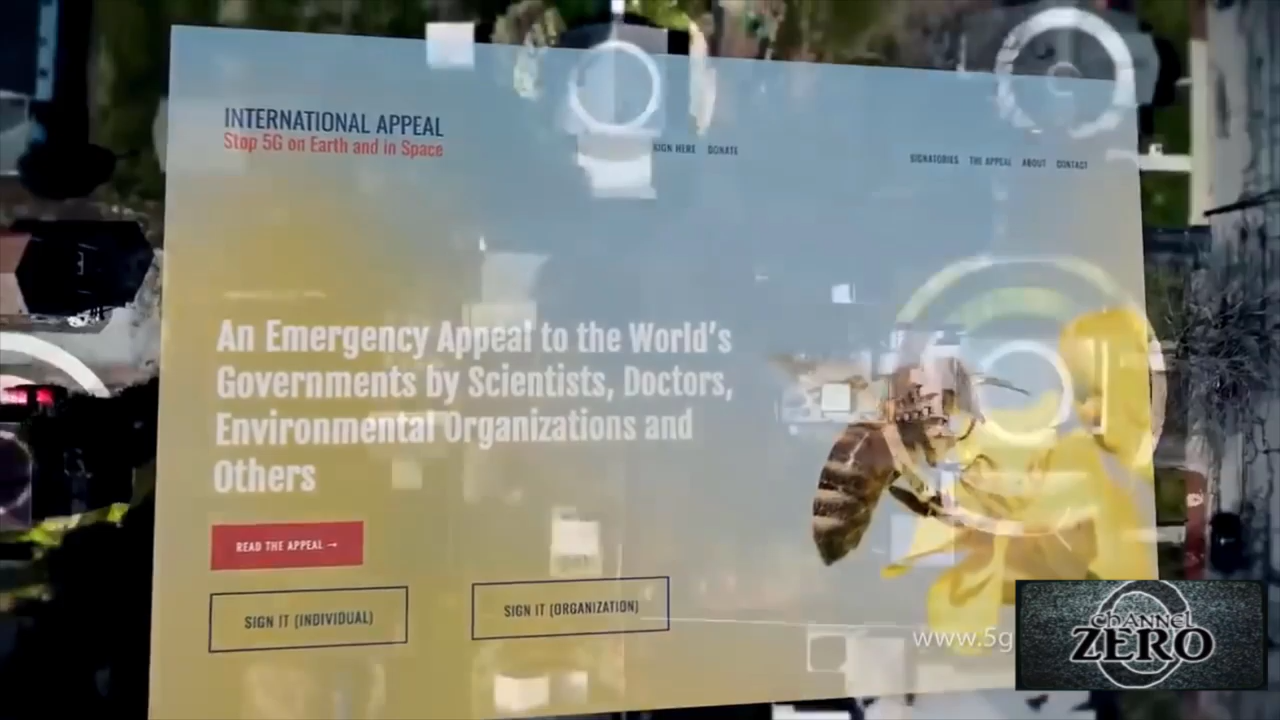 INTERNATIONAL APPEAL
Stop 5G on Earth and in Space
SIGN HERE DONATE
SIGNATORIES THE APPEAL ABOUT CONTACT
An Emergency Appeal to the World's
Governments by Scientists, Doctors,
Environmental Organizations and
Others
READ THE APPEAL →
SIGN IT (INDIVIDUAL)
SIGN IT (ORGANIZATION)
www.5g
channel
ZERO